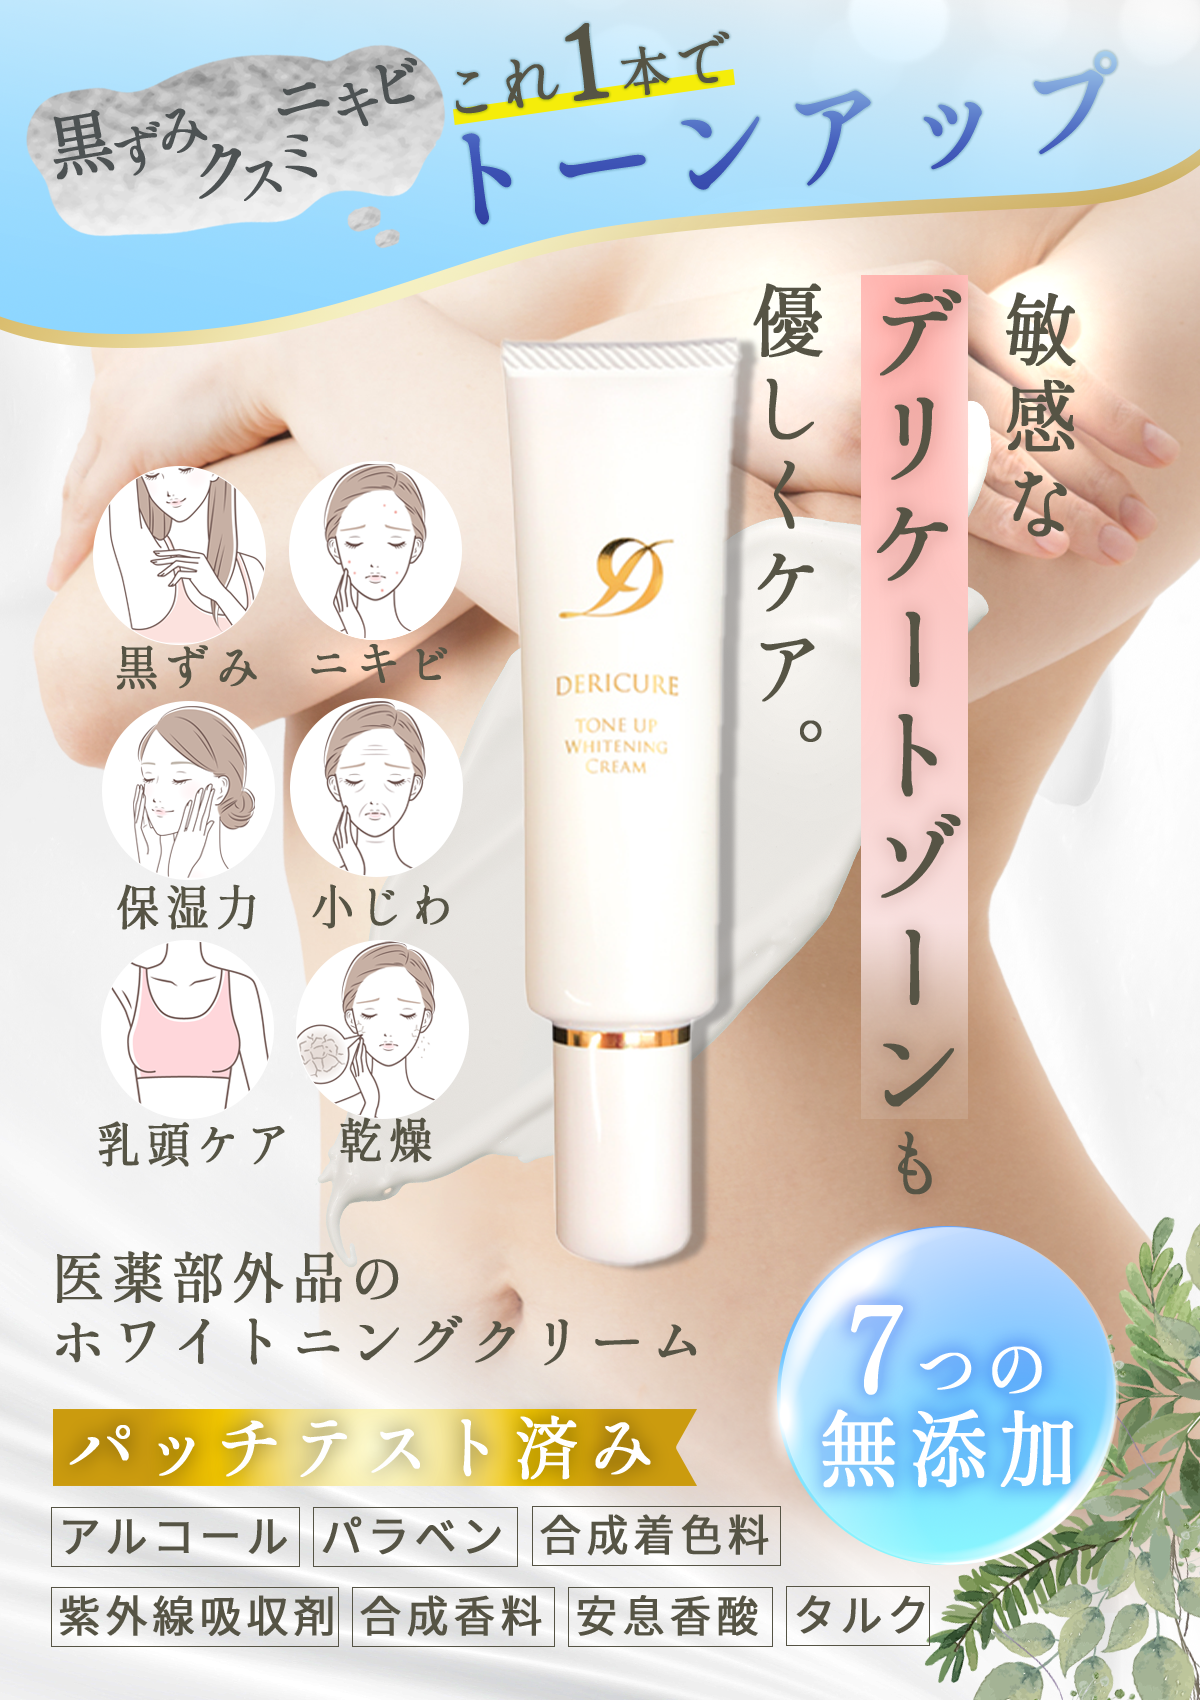 黒ずみ
クスミ
ニキビ
これ1本で
トーンアップ
敏感な
デリケートゾーンも
優しくケア。
DERICURE
TONE UP
WHITENING
CREAM
黒ずみ
ニキビ
保湿力
小じわ
乳頭ケア
乾燥
医薬部外品の
ホワイトニングクリーム
7つの
無添加
パッチテスト済み
アルコール
パラベン
合成着色料
紫外線吸収剤
合成香料
安息香酸
タルク